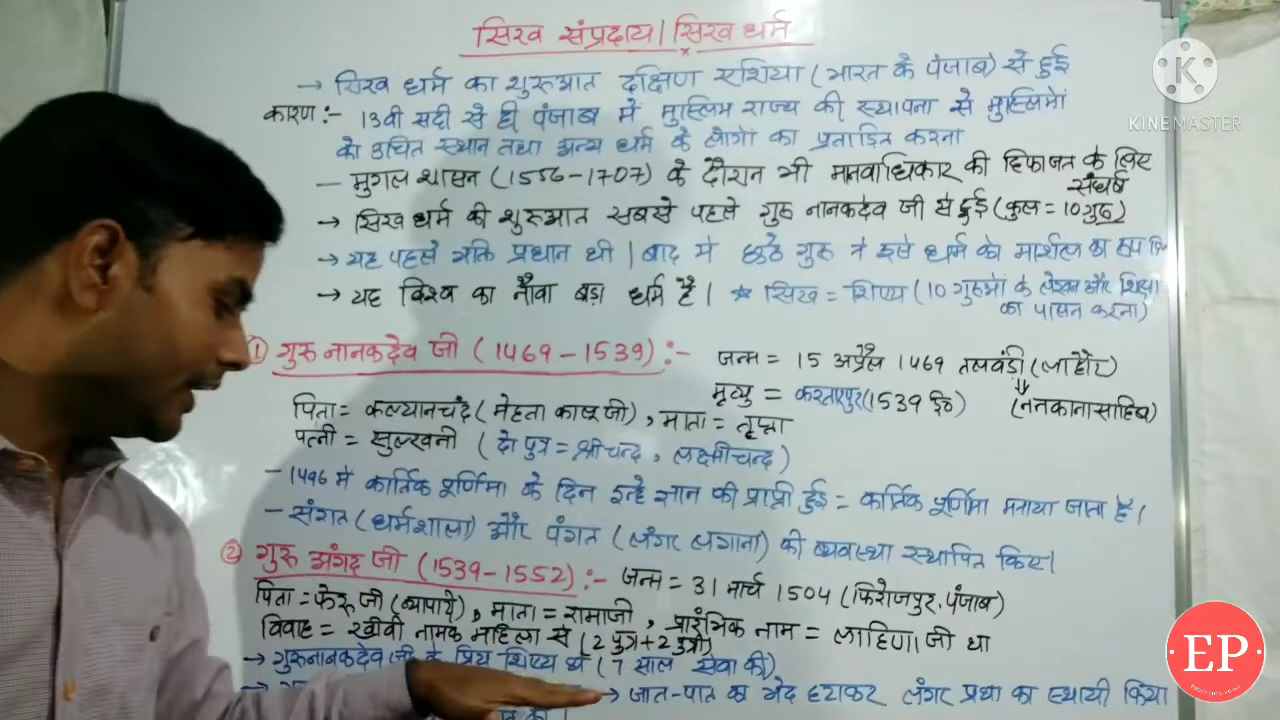 सिख संप्रदाय। सिख धर्म
→ सिख धर्म का शुरुआत दक्षिण एशिया (भारत के पंजाब) से हुई
कारण:- 13वी सदी से ही पंजाब में मुस्लिम राज्य की स्थापना से मुस्लिमों
को उचित स्थान तथा अन्य धर्म के लोगों का प्रताड़ित करना
- मुगल शासन (1556-1707) के दौरान भी मानवाधिकार की हिफाजत के लिए
संघर्ष
→ सिख धर्म की शुरुआत सबसे पहले गुरु नानकदेव जी से हुई (कुल = 10 गुरु)
→ यह पहले भक्ति प्रधान थी। बाद में छठे गुरु ने इसे धर्म को मार्शल का रूप
→ यह विश्व का नौवा बड़ा धर्म है। * सिख = शिष्य (10 गुरुओं के लेखन और शिक्षा
का पालन करना)
① गुरु नानकदेव जी (1469-1539):- जन्म = 15 अप्रैल 1469 तलवंडी (लाहौर)
मृत्यु = करतारपुर (1539 ई०) (ननकानासाहिब)
पिता = कल्यानचंद (मेहता कालू जी), माता = तृप्ता
पत्नी = सुलखनी (दो पुत्र = श्रीचन्द, लक्ष्मीचन्द)
- 1496 में कार्तिक पूर्णिमा के दिन इन्हे ज्ञान की प्राप्ती हुई = कार्तिक पूर्णिमा मनाया जाता है।
- संगत (धर्मशाला) और पंगत (लंगर लगाना) की व्यवस्था स्थापित किए।
② गुरु अंगद जी (1539-1552):- जन्म = 31 मार्च 1504 (फिरोजपुर, पंजाब)
पिता = फेरू जी (व्यापारी), माता = रामाजी, प्रारंभिक नाम = लाहिणा जी था
विवाह = खीवी नामक महिला से (2 पुत्र + 2 पुत्री)
→ गुरुनानकदेव जी के प्रिय शिष्य थे (7 साल सेवा की)
→ जात-पात का भेद हटाकर लंगर प्रथा का स्थायी किया
KINEMASTER
EP